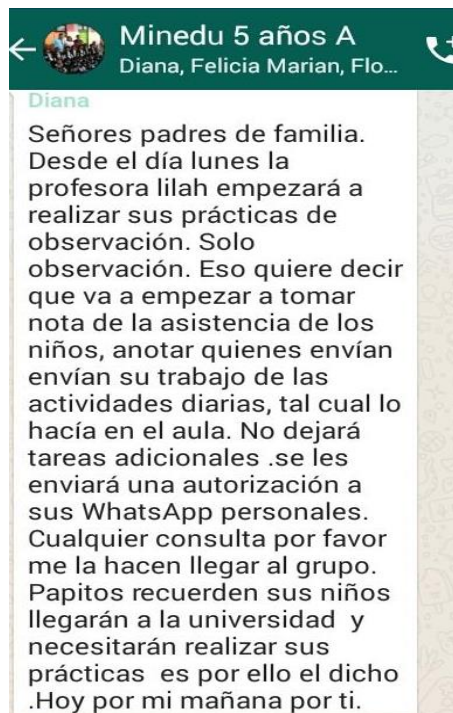 Minedu 5 años A
Diana, Felicia Marian, Flo...
Diana
Señores padres de familia.
Desde el día lunes la
profesora lilah empezará a
realizar sus prácticas de
observación. Solo
observación. Eso quiere decir
que va a empezar a tomar
nota de la asistencia de los
niños, anotar quienes envían
envían su trabajo de las
actividades diarias, tal cual lo
hacía en el aula. No dejará
tareas adicionales .se les
enviará una autorización a
sus WhatsApp personales.
Cualquier consulta por favor
me la hacen llegar al grupo.
Papitos recuerden sus niños
llegarán a la universidad  y
necesitarán realizar sus
prácticas  es por ello el dicho
.Hoy por mi mañana por ti.